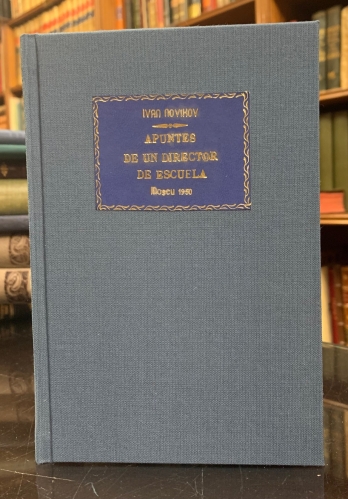 IVAN NOVIKOV
APUNTES
DE UN DIRECTOR
DE ESCUELA
Moscu 1950